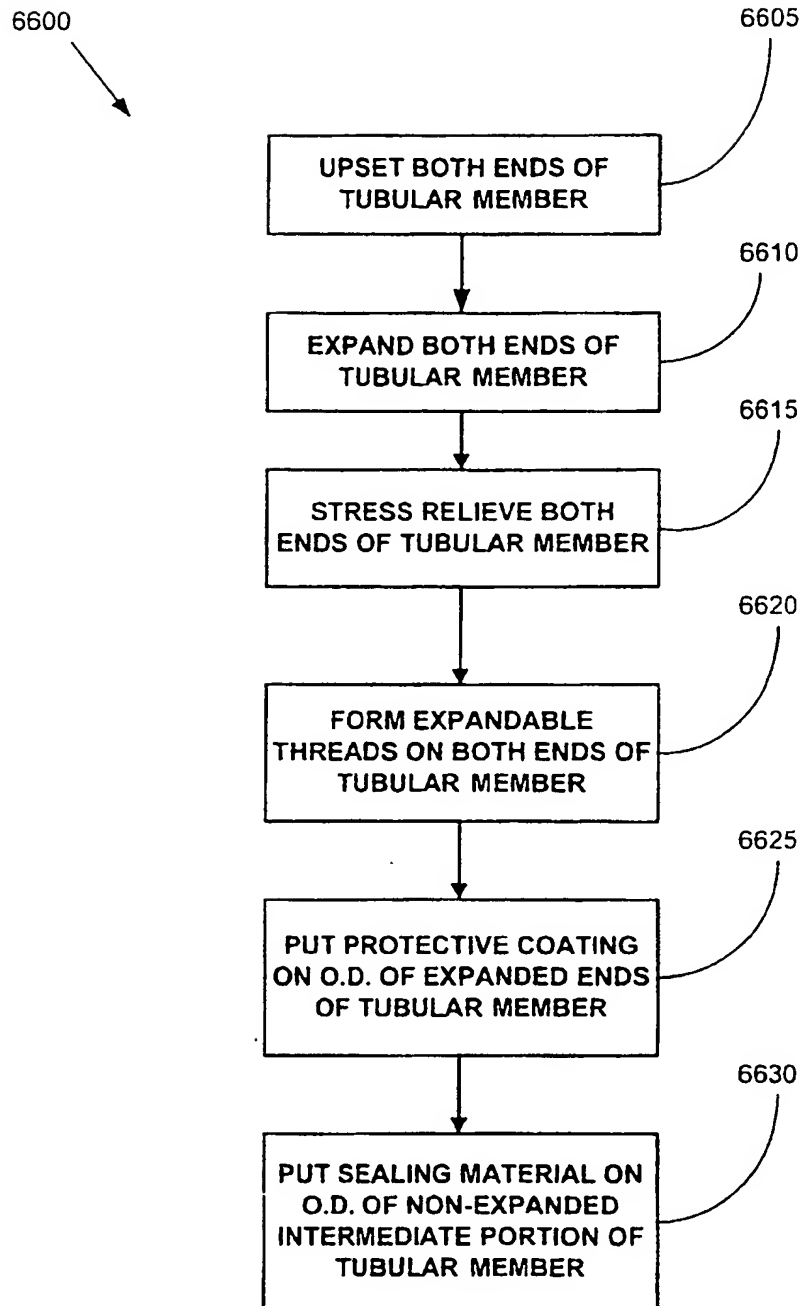 6600
6605
UPSET BOTH ENDS OF
TUBULAR MEMBER
6610
EXPAND BOTH ENDS OF
TUBULAR MEMBER
6615
STRESS RELIEVE BOTH
ENDS OF TUBULAR MEMBER
6620
FORM EXPANDABLE
THREADS ON BOTH ENDS OF
TUBULAR MEMBER
6625
PUT PROTECTIVE COATING
ON O.D. OF EXPANDED ENDS
OF TUBULAR MEMBER
6630
PUT SEALING MATERIAL ON
O.D. OF NON-EXPANDED
INTERMEDIATE PORTION OF
TUBULAR MEMBER